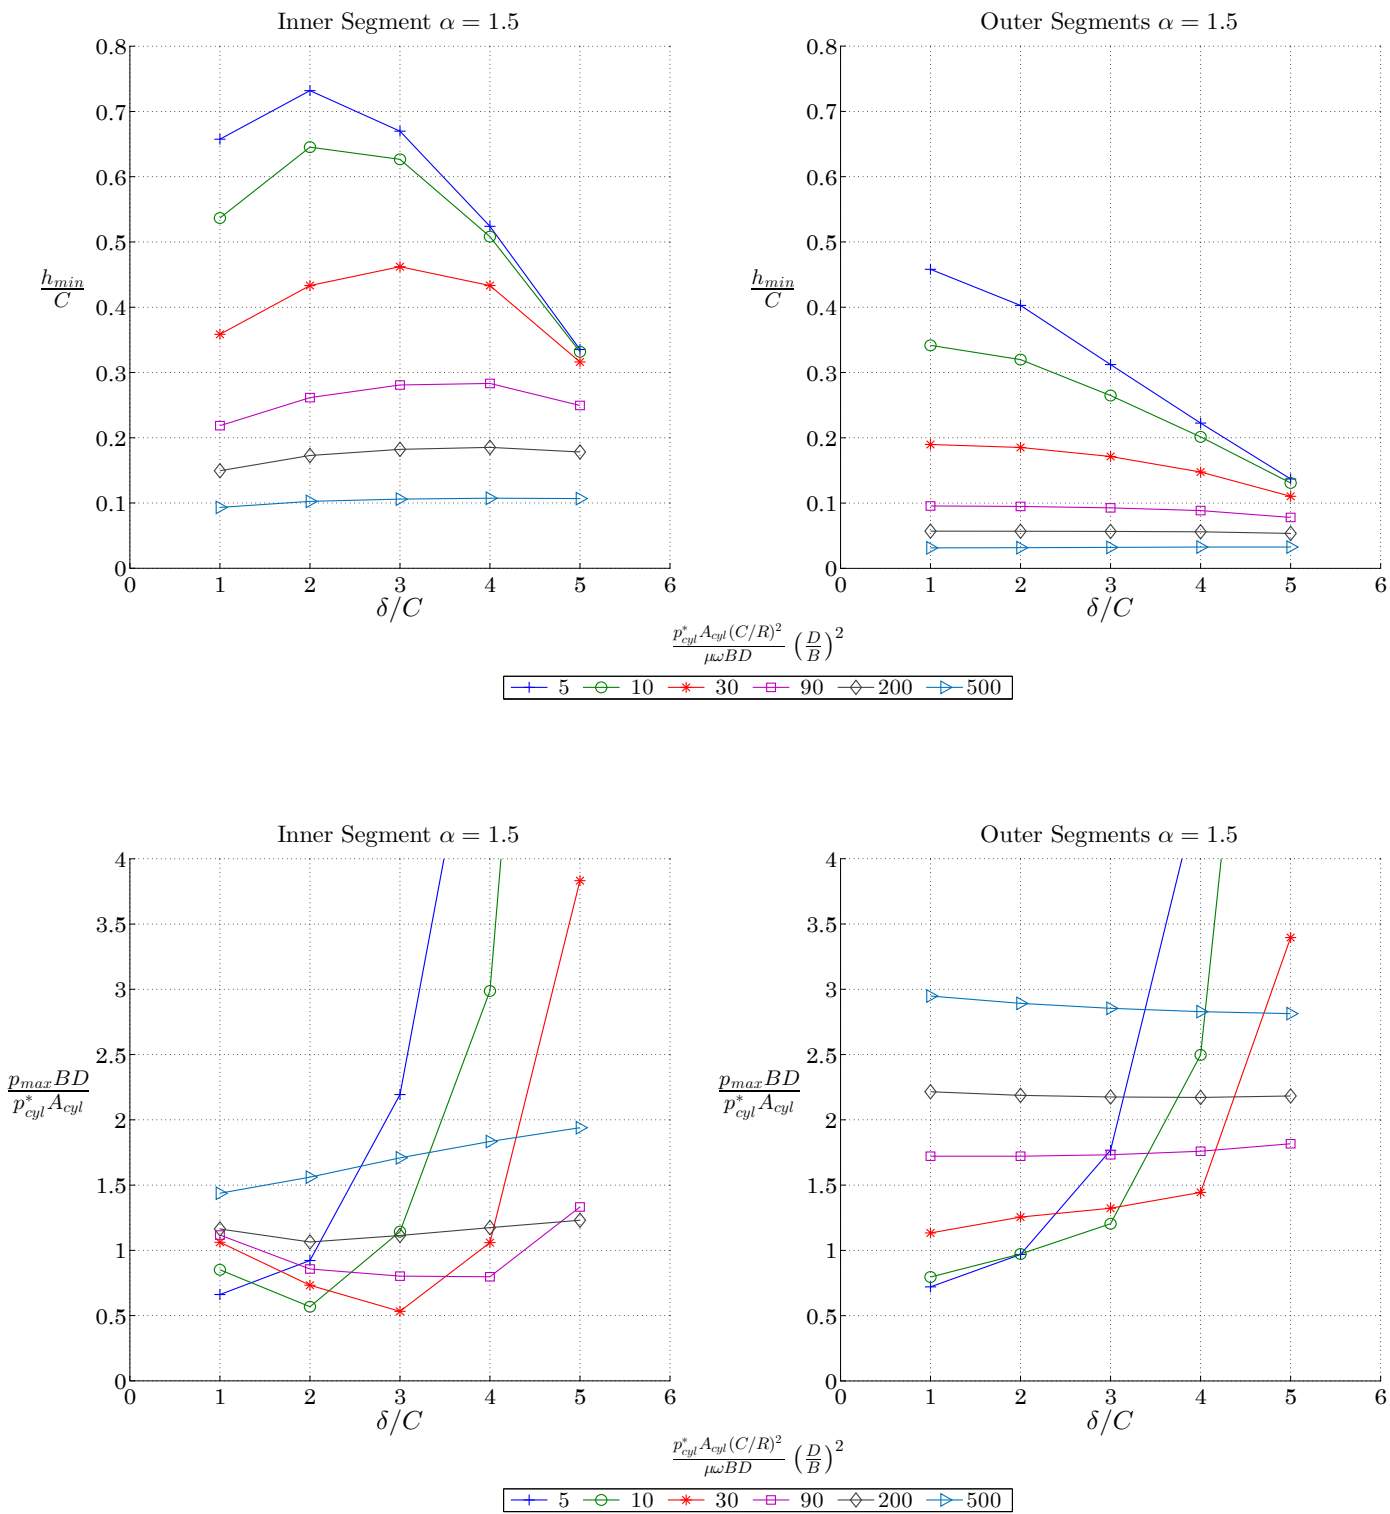 Inner Segment α = 1.5
0.8
0.7
0.6
0.5
0.4
0.3
0.2
0.1
0
h_min/C
0 1 2 3 4 5 6
δ/C
Outer Segments α = 1.5
0.8
0.7
0.6
0.5
0.4
0.3
0.2
0.1
0
h_min/C
0 1 2 3 4 5 6
δ/C
p*_cyl A_cyl (C/R)^2 / μωBD (D/B)^2
5 10 30 90 200 500
Inner Segment α = 1.5
4
3.5
3
2.5
2
1.5
1
0.5
0
p_max BD / p*_cyl A_cyl
0 1 2 3 4 5 6
δ/C
Outer Segments α = 1.5
4
3.5
3
2.5
2
1.5
1
0.5
0
p_max BD / p*_cyl A_cyl
0 1 2 3 4 5 6
δ/C
p*_cyl A_cyl (C/R)^2 / μωBD (D/B)^2
5 10 30 90 200 500